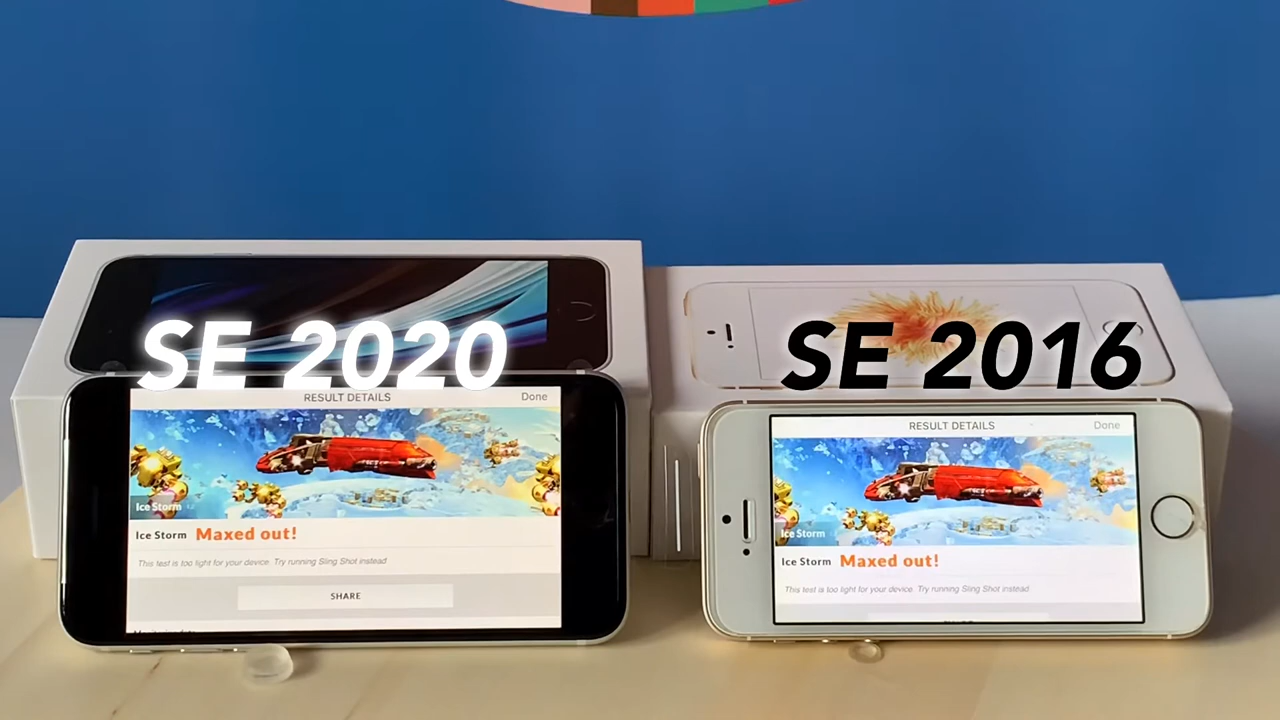 SE 2020
RESULT DETAILS
Done
Ice Storm
Ice Storm Maxed out!
This test is too light for your device. Try running Sling Shot instead
SHARE
SE 2016
RESULT DETAILS
Done
Ice Storm
Ice Storm Maxed out!
This test is too light for your device. Try running Sling Shot instead